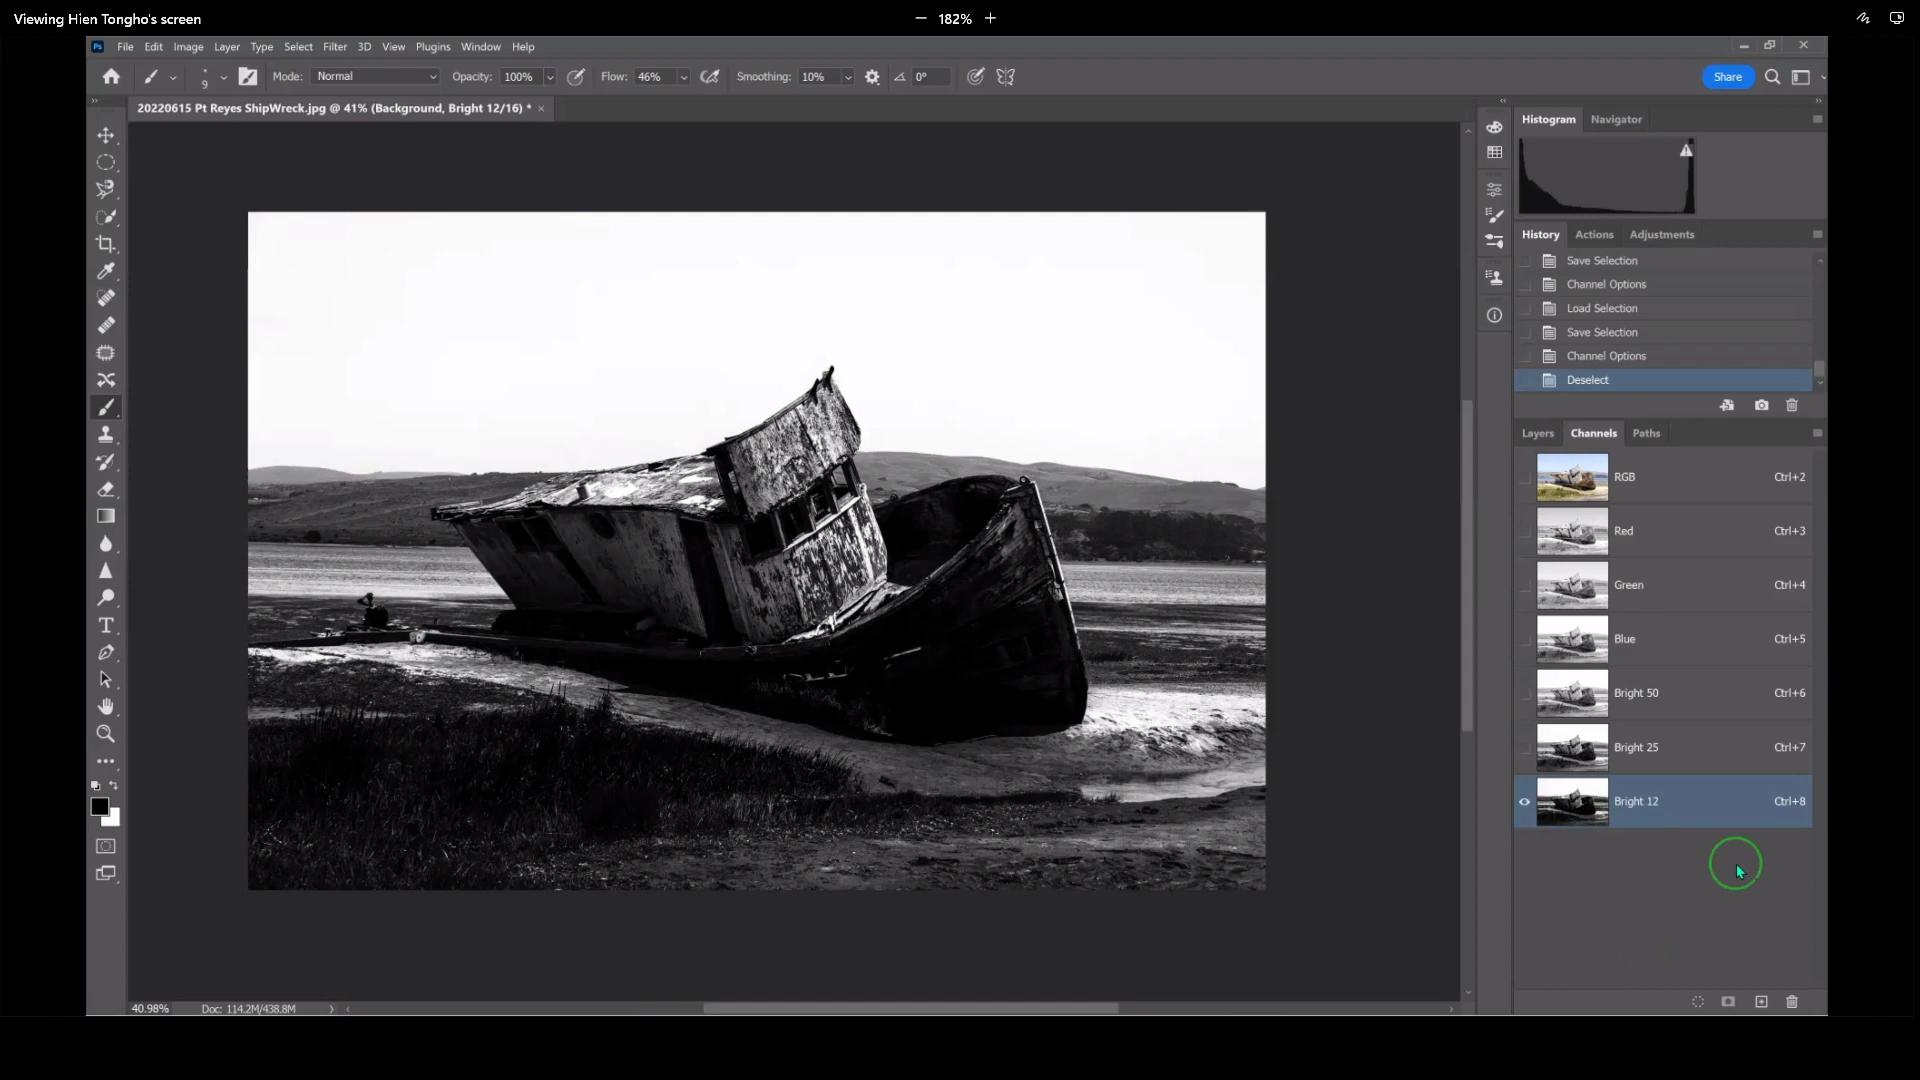 Viewing Hien Tongho's screen
182%
Ps File Edit Image Layer Type Select Filter 3D View Plugins Window Help
9 Mode: Normal Opacity: 100% Flow: 46% Smoothing: 10% 0° Share
20220615 Pt Reyes ShipWreck.jpg @ 41% (Background, Bright 12/16) *
Histogram Navigator
History Actions Adjustments
Save Selection
Channel Options
Load Selection
Save Selection
Channel Options
Deselect
Layers Channels Paths
RGB Ctrl+2
Red Ctrl+3
Green Ctrl+4
Blue Ctrl+5
Bright 50 Ctrl+6
Bright 25 Ctrl+7
Bright 12 Ctrl+8
40.98% Doc: 114.2M/438.8M